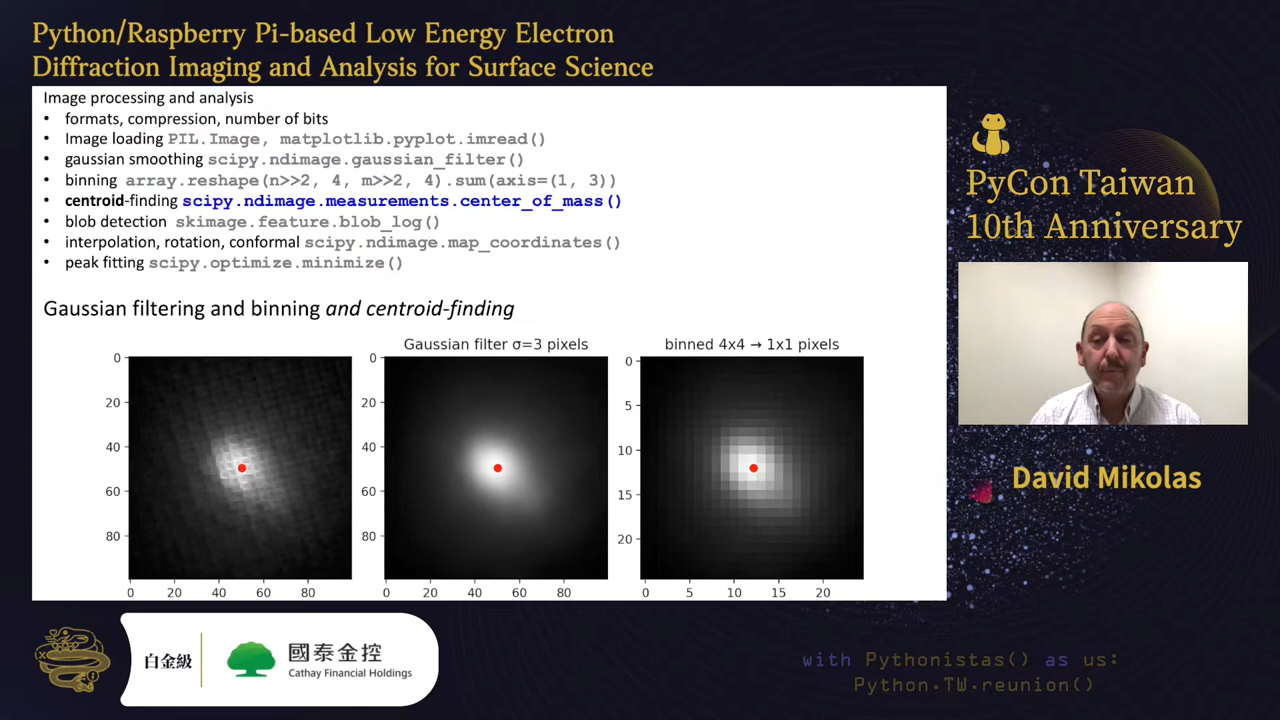 Python/Raspberry Pi-based Low Energy Electron
Diffraction Imaging and Analysis for Surface Science
Image processing and analysis
• formats, compression, number of bits
• Image loading PIL.Image, matplotlib.pyplot.imread()
• gaussian smoothing scipy.ndimage.gaussian_filter()
• binning array.reshape(n>>2, 4, m>>2, 4).sum(axis=(1, 3))
• centroid-finding scipy.ndimage.measurements.center_of_mass()
• blob detection skimage.feature.blob_log()
• interpolation, rotation, conformal scipy.ndimage.map_coordinates()
• peak fitting scipy.optimize.minimize()
Gaussian filtering and binning and centroid-finding
0
20
40
60
80
0 20 40 60 80
Gaussian filter σ=3 pixels
0
20
40
60
80
0 20 40 60 80
binned 4x4 → 1x1 pixels
0
5
10
15
20
0 5 10 15 20
PyCon Taiwan
10th Anniversary
David Mikolas
白金級
國泰金控
Cathay Financial Holdings
with Pythonistas() as us:
Python.TW.reunion()